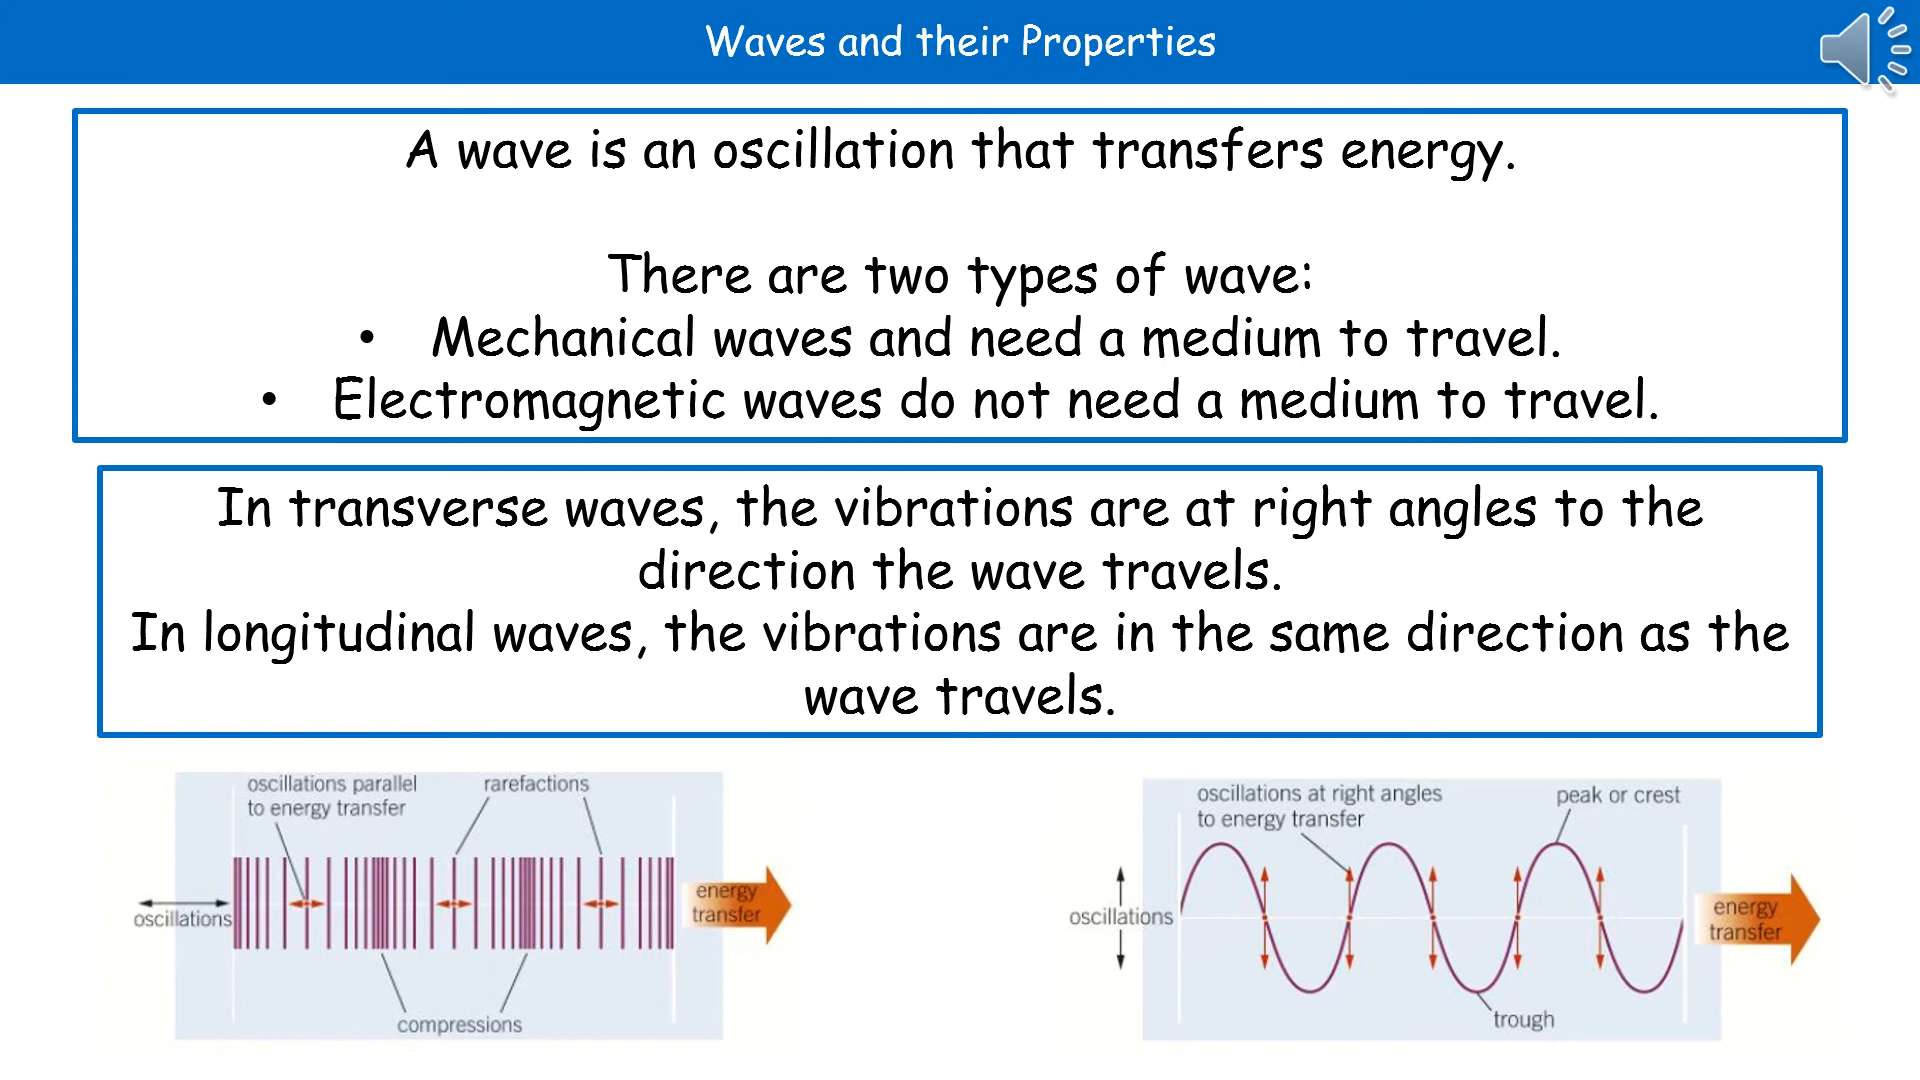 Waves and their Properties
A wave is an oscillation that transfers energy.
There are two types of wave:
• Mechanical waves and need a medium to travel.
• Electromagnetic waves do not need a medium to travel.
In transverse waves, the vibrations are at right angles to the
direction the wave travels.
In longitudinal waves, the vibrations are in the same direction as the
wave travels.
oscillations parallel
to energy transfer
rarefactions
oscillations
energy
transfer
compressions
oscillations at right angles
to energy transfer
peak or crest
oscillations
energy
transfer
trough